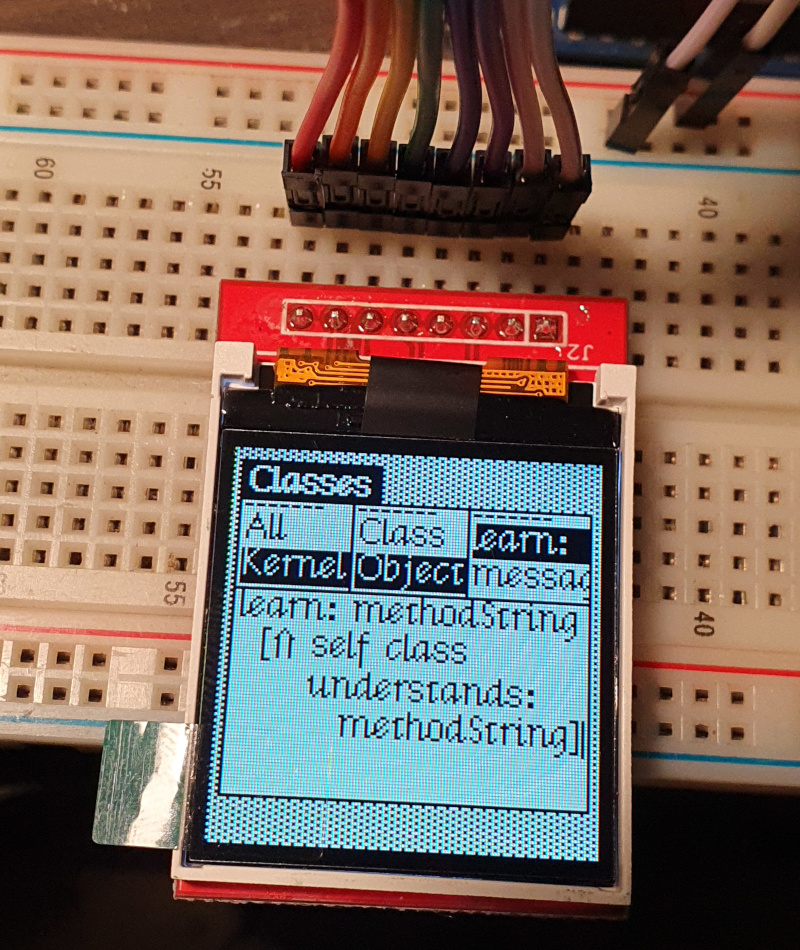 60
55
40
J2
Classes
All
Class
learn:
Kernel
Object
messag
learn: methodString
[⇑ self class
understands:
methodString]
55
40